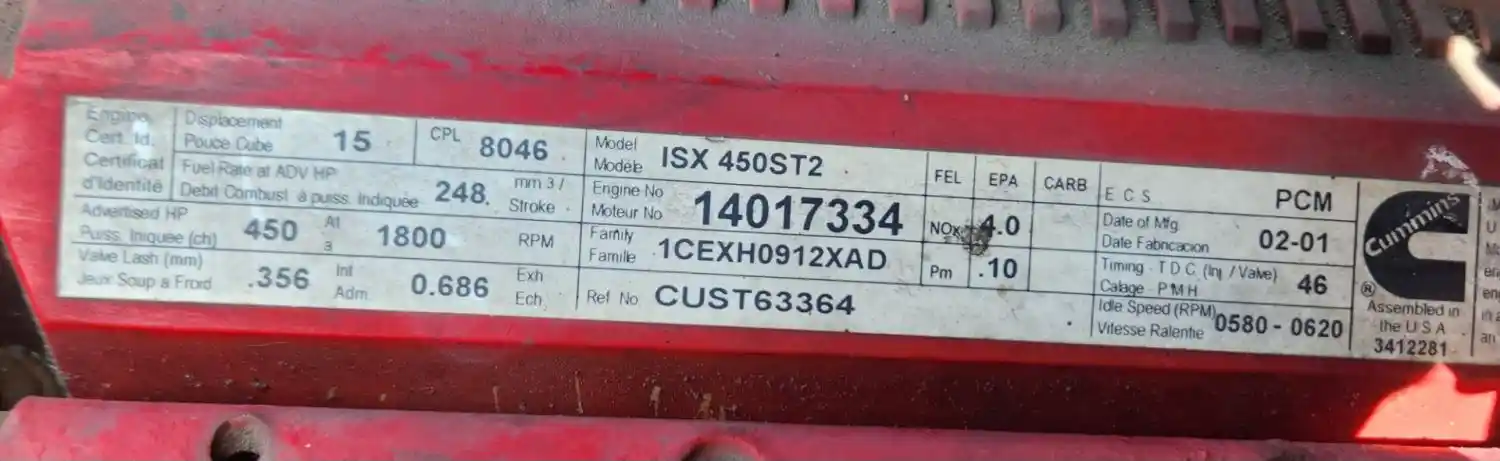 Engine
Cert. Id.
Certificat
d'Identité
Displacement
Pouce Cube
15
CPL 8046
Fuel Rate at ADV HP
Debit Combust. à puiss. Indiquée
248.
mm 3 /
Stroke
Advertised HP
Puiss. Iniquée (ch)
450
At
a
1800
RPM
Valve Lash (mm)
Jeux Soup a Frord
.356
Int
Adm
0.686
Exh
Ech
Model
Modèle
ISX 450ST2
Engine No
Moteur No
14017334
Family
Famille
1CEXH0912XAD
Ref No. CUST63364
FEL EPA CARB
NOx 4.0
Pm .10
E C S PCM
Date of Mfg
Date Fabricacion
02-01
Timing - T D C (Inj / Valve)
Calage - P M H
46
Idle Speed (RPM)
Vitesse Ralentie
0580 - 0620
Cummins
®
Assembled in
the U S A
3412281